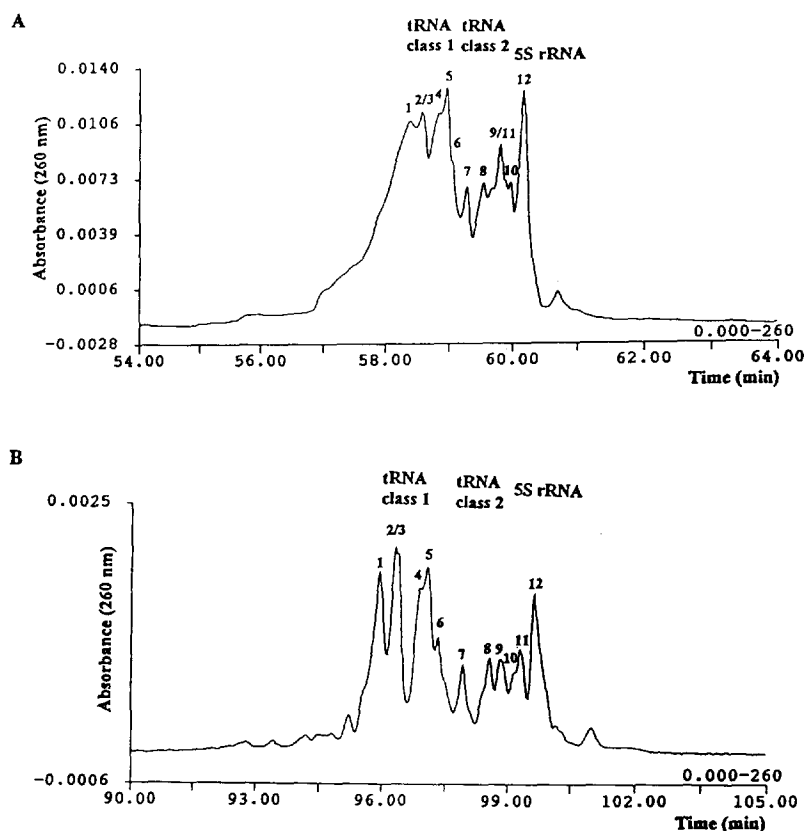 A
tRNA tRNA
class 1 class 2 5S rRNA
0.0140
0.0106
0.0073
0.0039
0.0006
−0.0028
Absorbance (260 nm)
1 2/3 4 5 6 7 8 9/11 10 12
0.000−260
54.00 56.00 58.00 60.00 62.00 64.00
Time (min)
B
tRNA tRNA 5S rRNA
class 1 class 2
0.0025
−0.0006
Absorbance (260 nm)
1 2/3 4 5 6 7 8 9 10 11 12
0.000−260
90.00 93.00 96.00 99.00 102.00 105.00
Time (min)